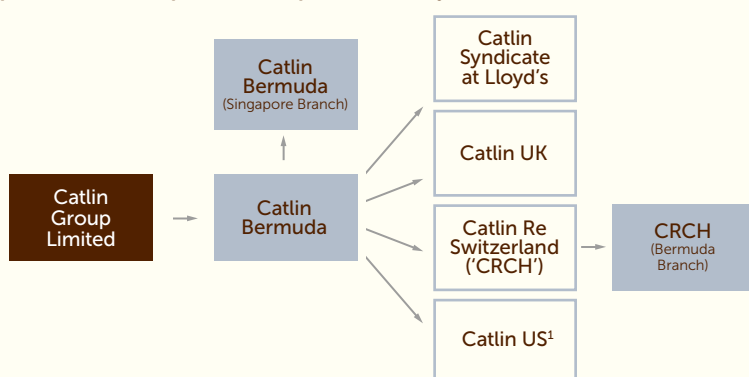 Catlin
Bermuda
(Singapore Branch)
Catlin
Syndicate
at Lloyd’s
Catlin UK
Catlin
Group
Limited
Catlin
Bermuda
Catlin Re
Switzerland
(‘CRCH’)
CRCH
(Bermuda
Branch)
Catlin US¹